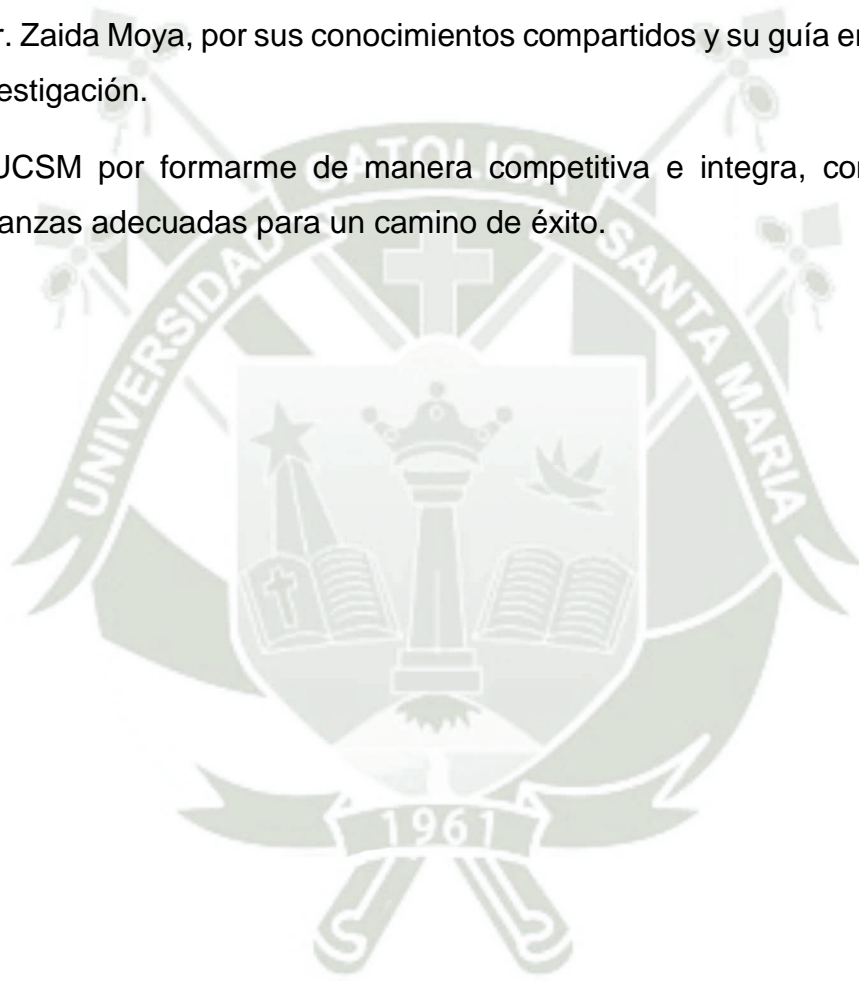 r. Zaida Moya, por sus conocimientos compartidos y su guía en
estigación.
UCSM por formarme de manera competitiva e integra, con
anzas adecuadas para un camino de éxito.
UNIVERSIDAD CATOLICA SANTA MARIA
1961